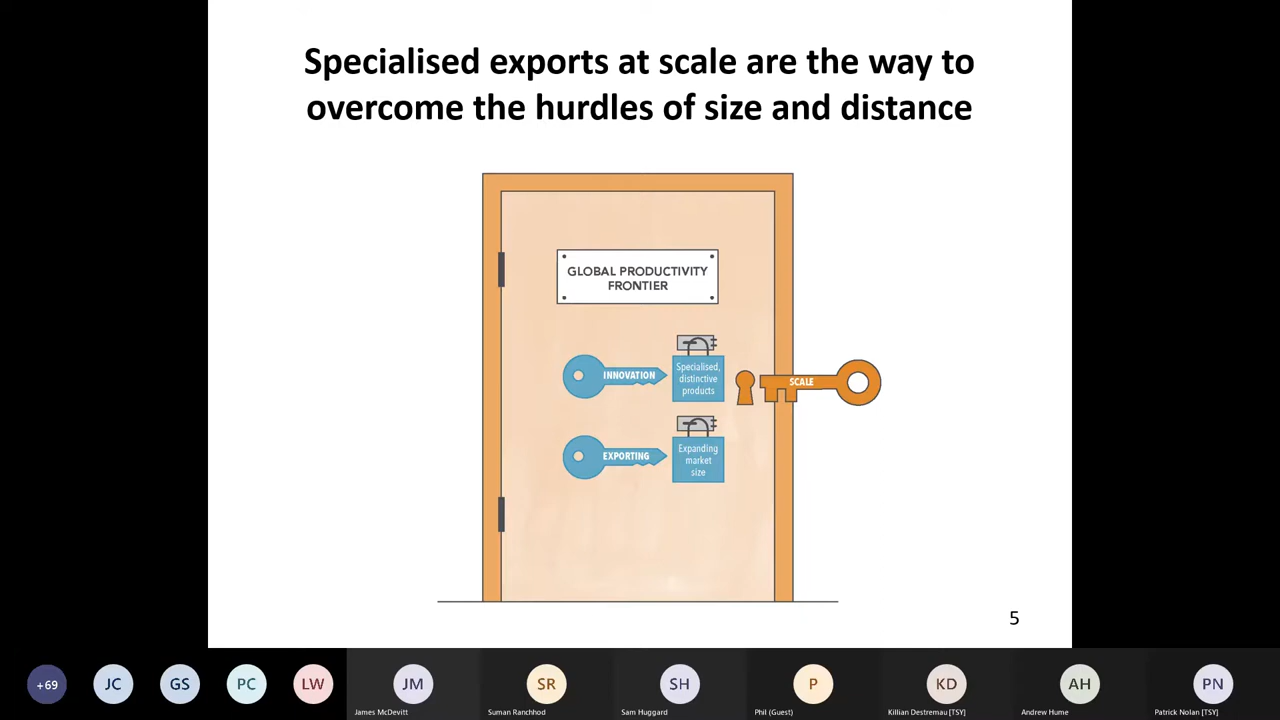 Specialised exports at scale are the way to
overcome the hurdles of size and distance
GLOBAL PRODUCTIVITY
FRONTIER
INNOVATION
Specialised,
distinctive
products
SCALE
EXPORTING
Expanding
market
size
5
+69
JC
GS
PC
LW
JM
James McDevitt
SR
Suman Ranchhod
SH
Sam Huggard
P
Phil (Guest)
KD
Killian Destremau [TSY]
AH
Andrew Hume
PN
Patrick Nolan [TSY]